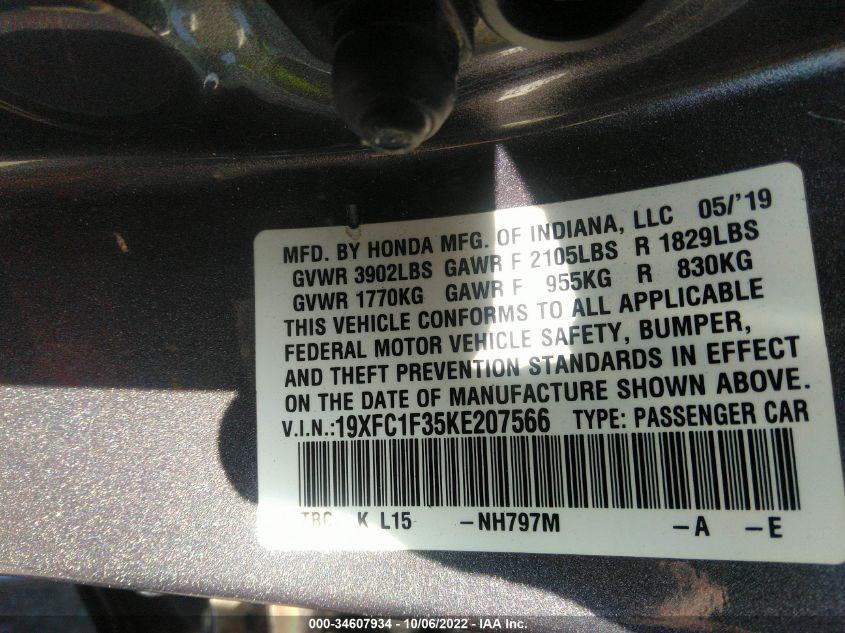 MFD. BY HONDA MFG. OF INDIANA, LLC 05/'19
GVWR 3902LBS GAWR F 2105LBS R 1829LBS
GVWR 1770KG GAWR F 955KG R 830KG
THIS VEHICLE CONFORMS TO ALL APPLICABLE
FEDERAL MOTOR VEHICLE SAFETY, BUMPER,
AND THEFT PREVENTION STANDARDS IN EFFECT
ON THE DATE OF MANUFACTURE SHOWN ABOVE.
V.I.N.:19XFC1F35KE207566 TYPE: PASSENGER CAR
TBC K L15 -NH797M -A -E
000-34607934 - 10/06/2022 - IAA Inc.